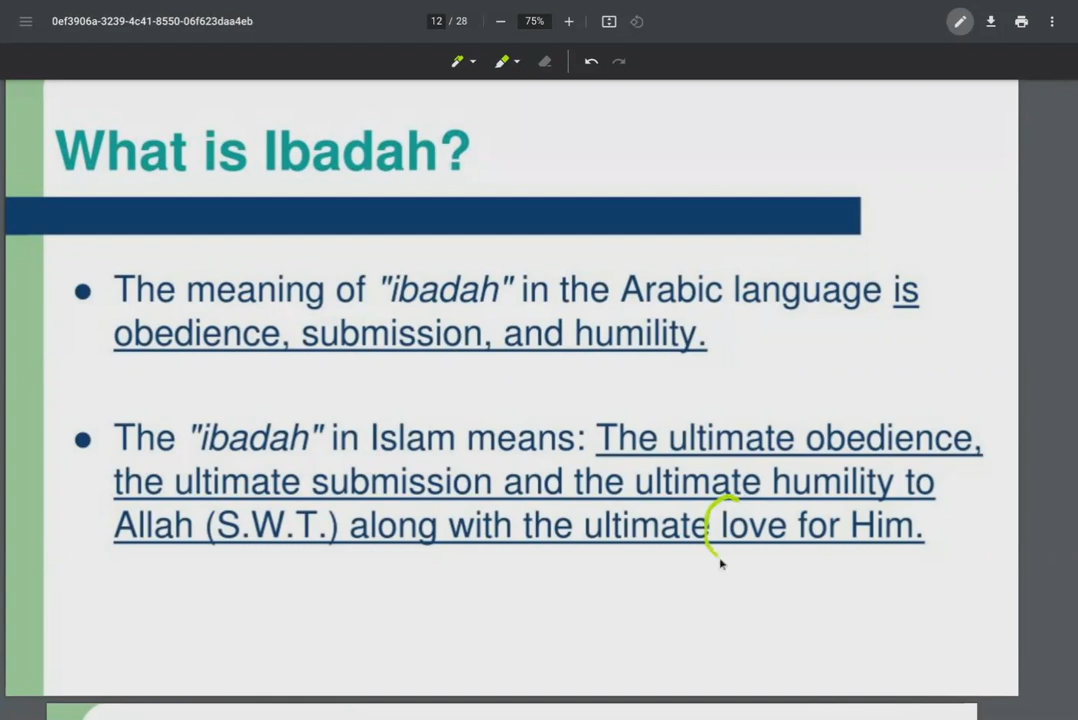 0ef3906a-3239-4c41-8550-06f623daa4eb
12 / 28
75%
What is Ibadah?
The meaning of "ibadah" in the Arabic language is
obedience, submission, and humility.
The "ibadah" in Islam means: The ultimate obedience,
the ultimate submission and the ultimate humility to
Allah (S.W.T.) along with the ultimate love for Him.